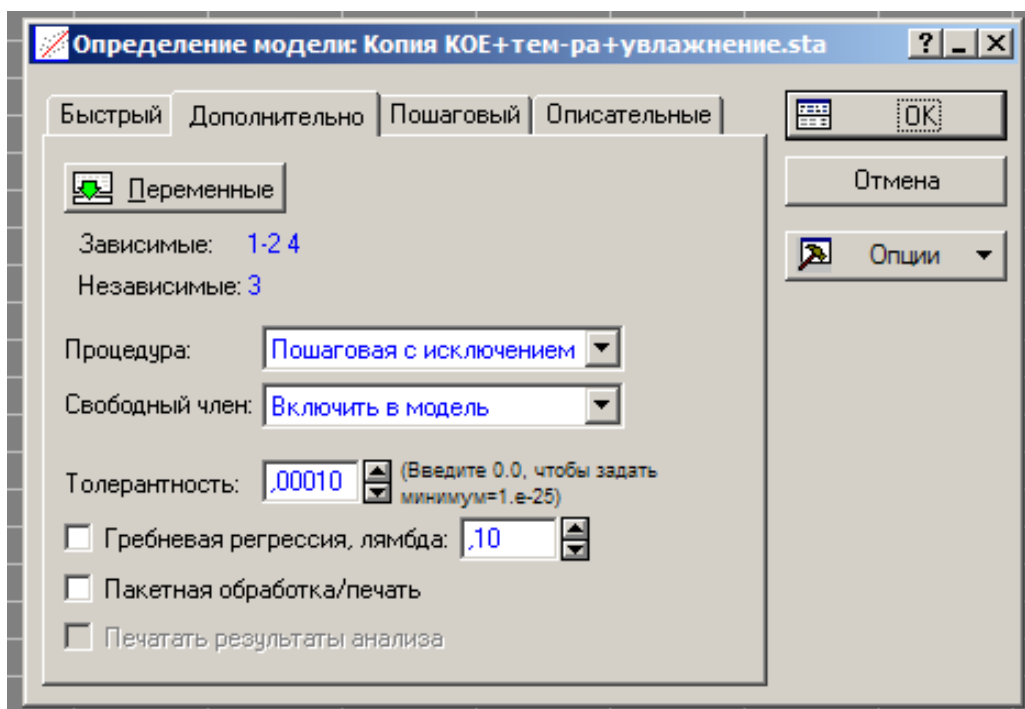 Определение модели: Копия КОЕ+тем-ра+увлажнение.sta
Быстрый Дополнительно Пошаговый Описательные
OK
Переменные
Отмена
Зависимые: 1-2 4
Опции
Независимые: 3
Процедура: Пошаговая с исключением
Свободный член: Включить в модель
Толерантность: ,00010 (Введите 0.0, чтобы задать
минимум=1.e-25)
Гребневая регрессия, лямбда: ,10
Пакетная обработка/печать
Печатать результаты анализа